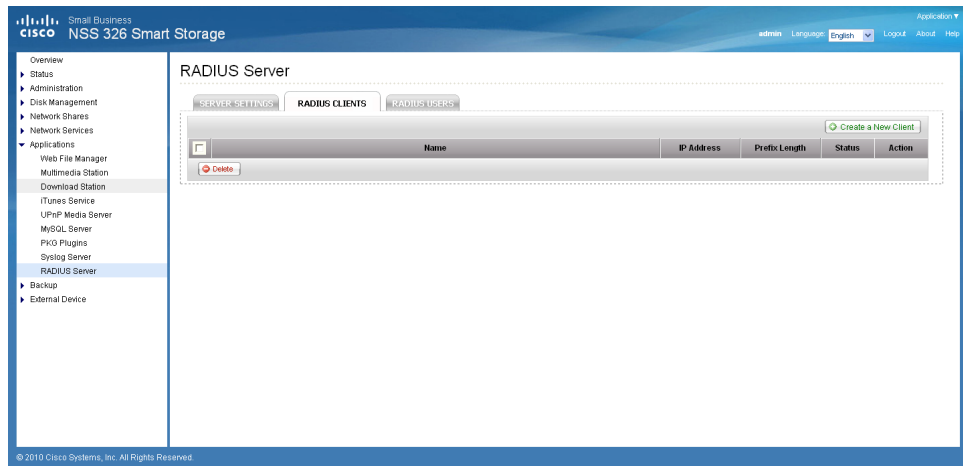 Small Business
CISCO NSS 326 Smart Storage
Application
admin Language: English Logout About Help
Overview
Status
Administration
Disk Management
Network Shares
Network Services
Applications
Web File Manager
Multimedia Station
Download Station
iTunes Service
UPnP Media Server
MySQL Server
PKG Plugins
Syslog Server
RADIUS Server
Backup
External Device
RADIUS Server
SERVER SETTINGS RADIUS CLIENTS RADIUS USERS
Create a New Client
Name IP Address Prefix Length Status Action
Delete
© 2010 Cisco Systems, Inc. All Rights Reserved.